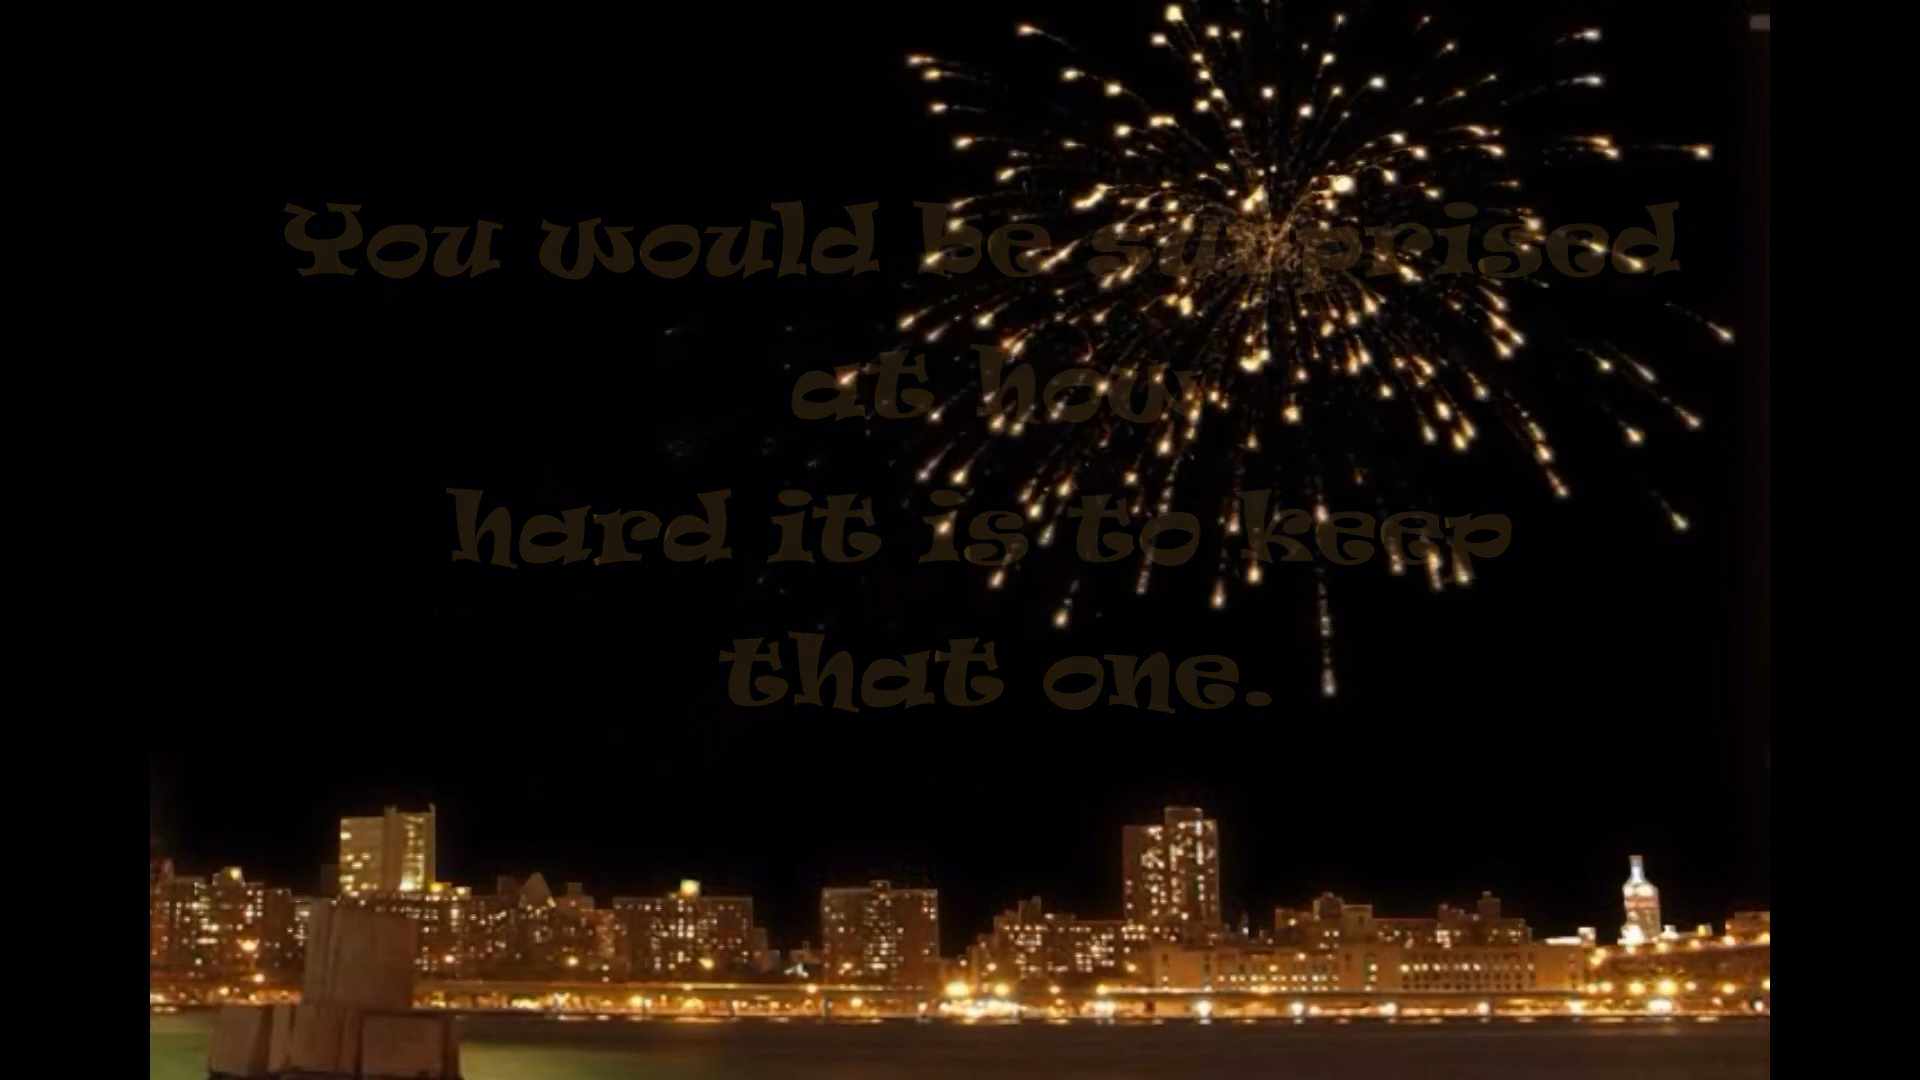 You would be surprised
at how
hard it is to keep
that one.